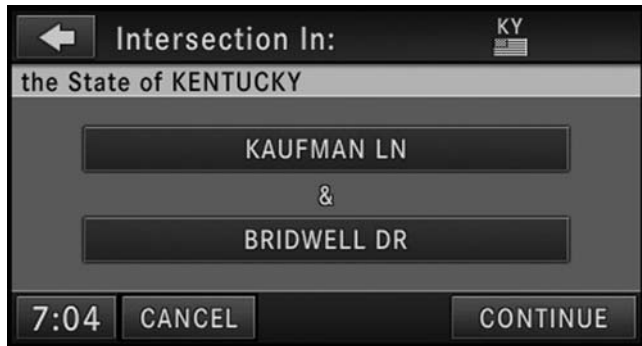 Intersection In:
KY
the State of KENTUCKY
KAUFMAN LN
&
BRIDWELL DR
7:04 CANCEL CONTINUE